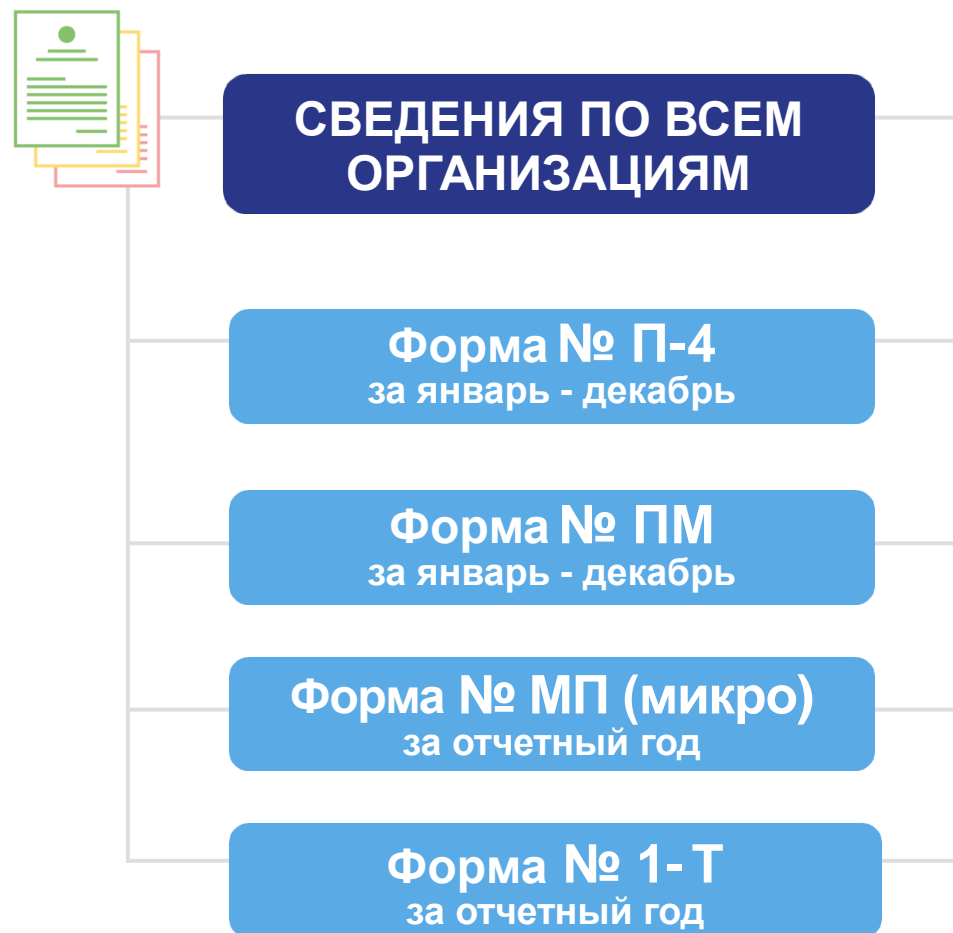 СВЕДЕНИЯ ПО ВСЕМ
ОРГАНИЗАЦИЯМ
Форма № П-4
за январь - декабрь
Форма № ПМ
за январь - декабрь
Форма № МП (микро)
за отчетный год
Форма № 1- Т
за отчетный год